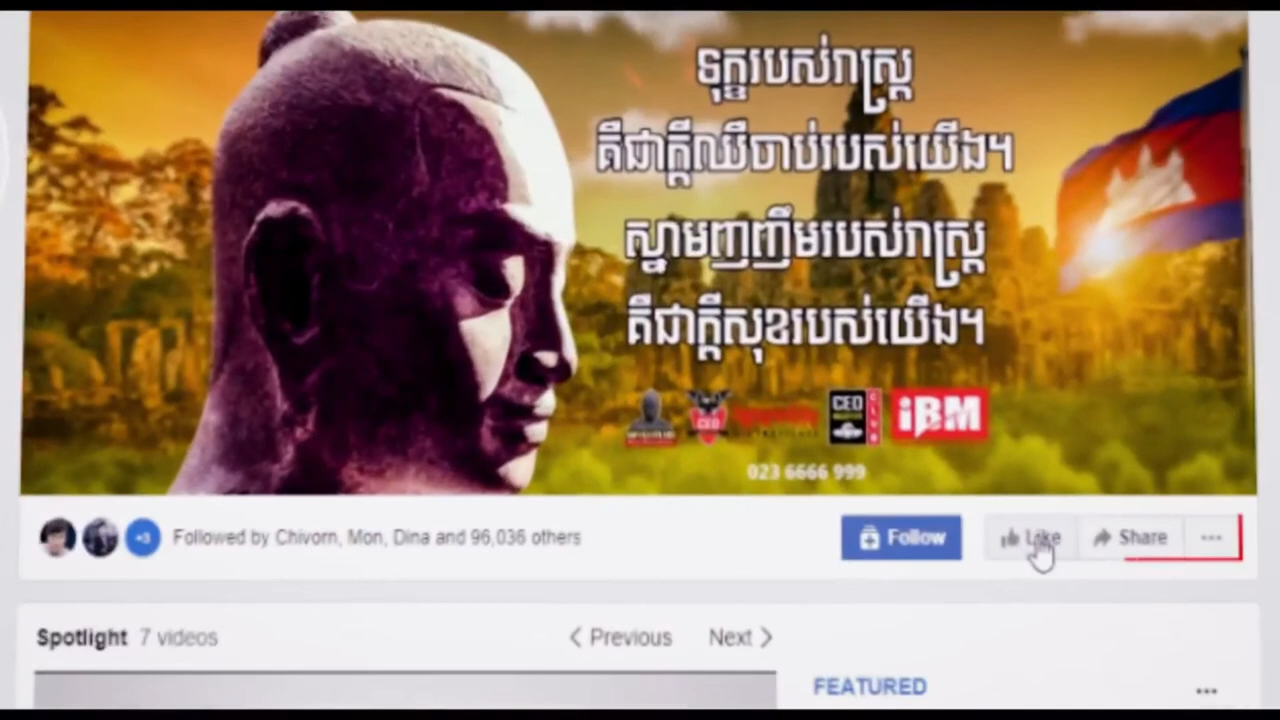 ទុក្ខរបស់រាស្ត្រ
គឺជាក្តីឈឺចាប់របស់យើង។
ស្នាមញញឹមរបស់រាស្ត្រ
គឺជាក្តីសុខរបស់យើង។
CEO
CEO CLUB iBM
023 6666 999
+3 Followed by Chivorn, Mon, Dina and 96,036 others Follow Like Share
Spotlight 7 videos Previous Next
FEATURED